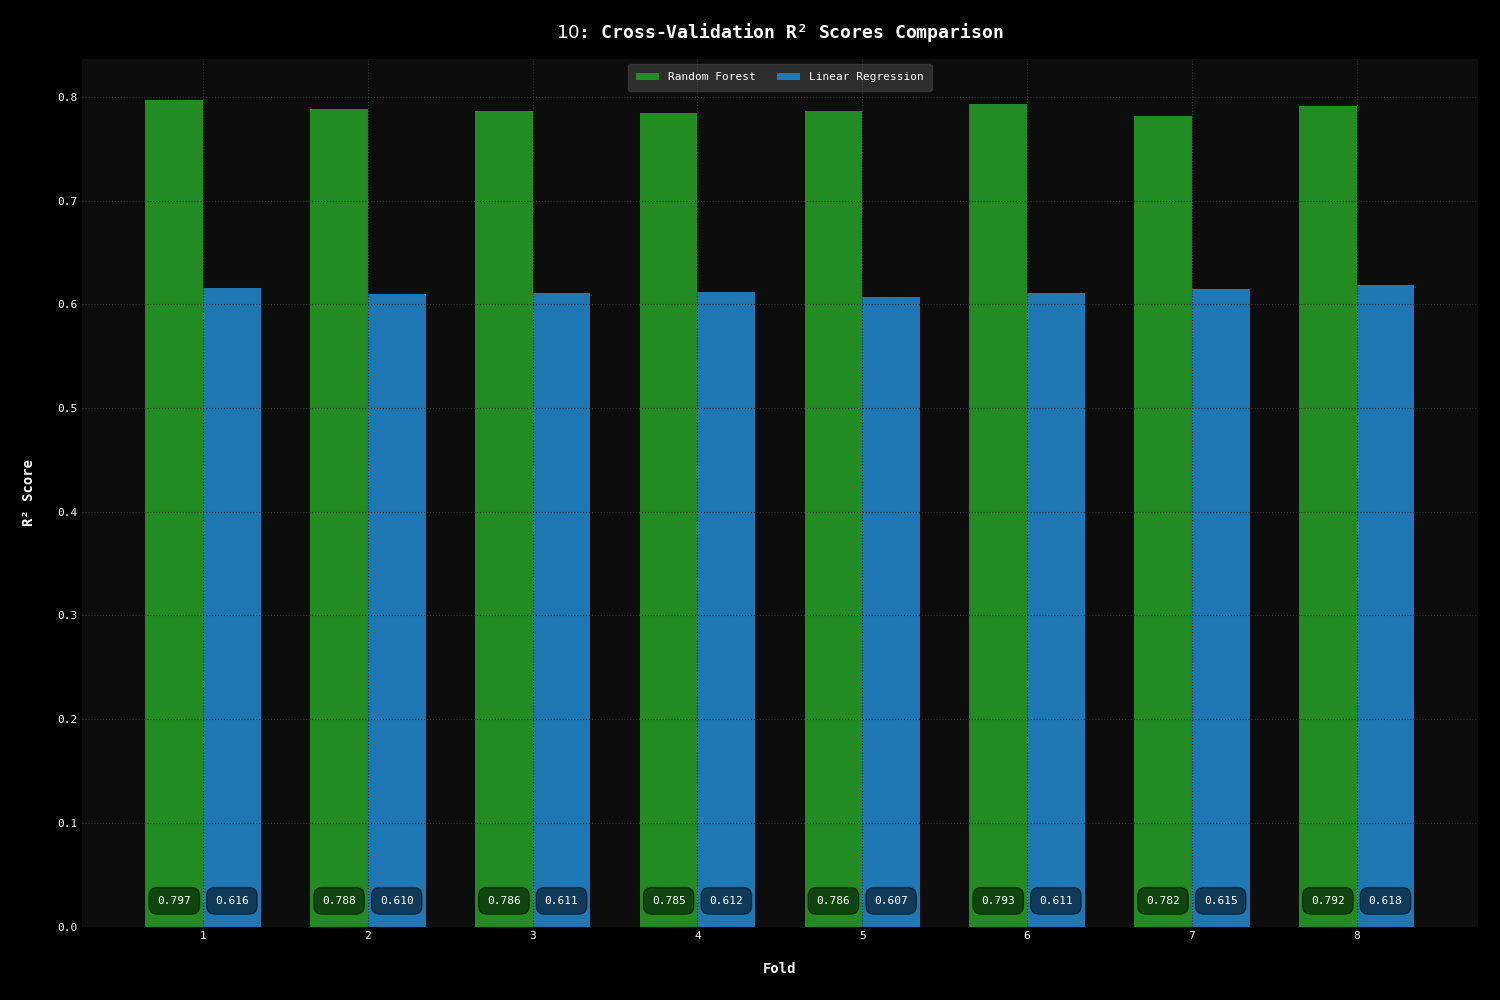 10: Cross-Validation R² Scores Comparison
Random Forest
Linear Regression
R² Score
0.8
0.7
0.6
0.5
0.4
0.3
0.2
0.1
0.0
0.797 0.616 0.788 0.610 0.786 0.611 0.785 0.612 0.786 0.607 0.793 0.611 0.782 0.615 0.792 0.618
1 2 3 4 5 6 7 8
Fold